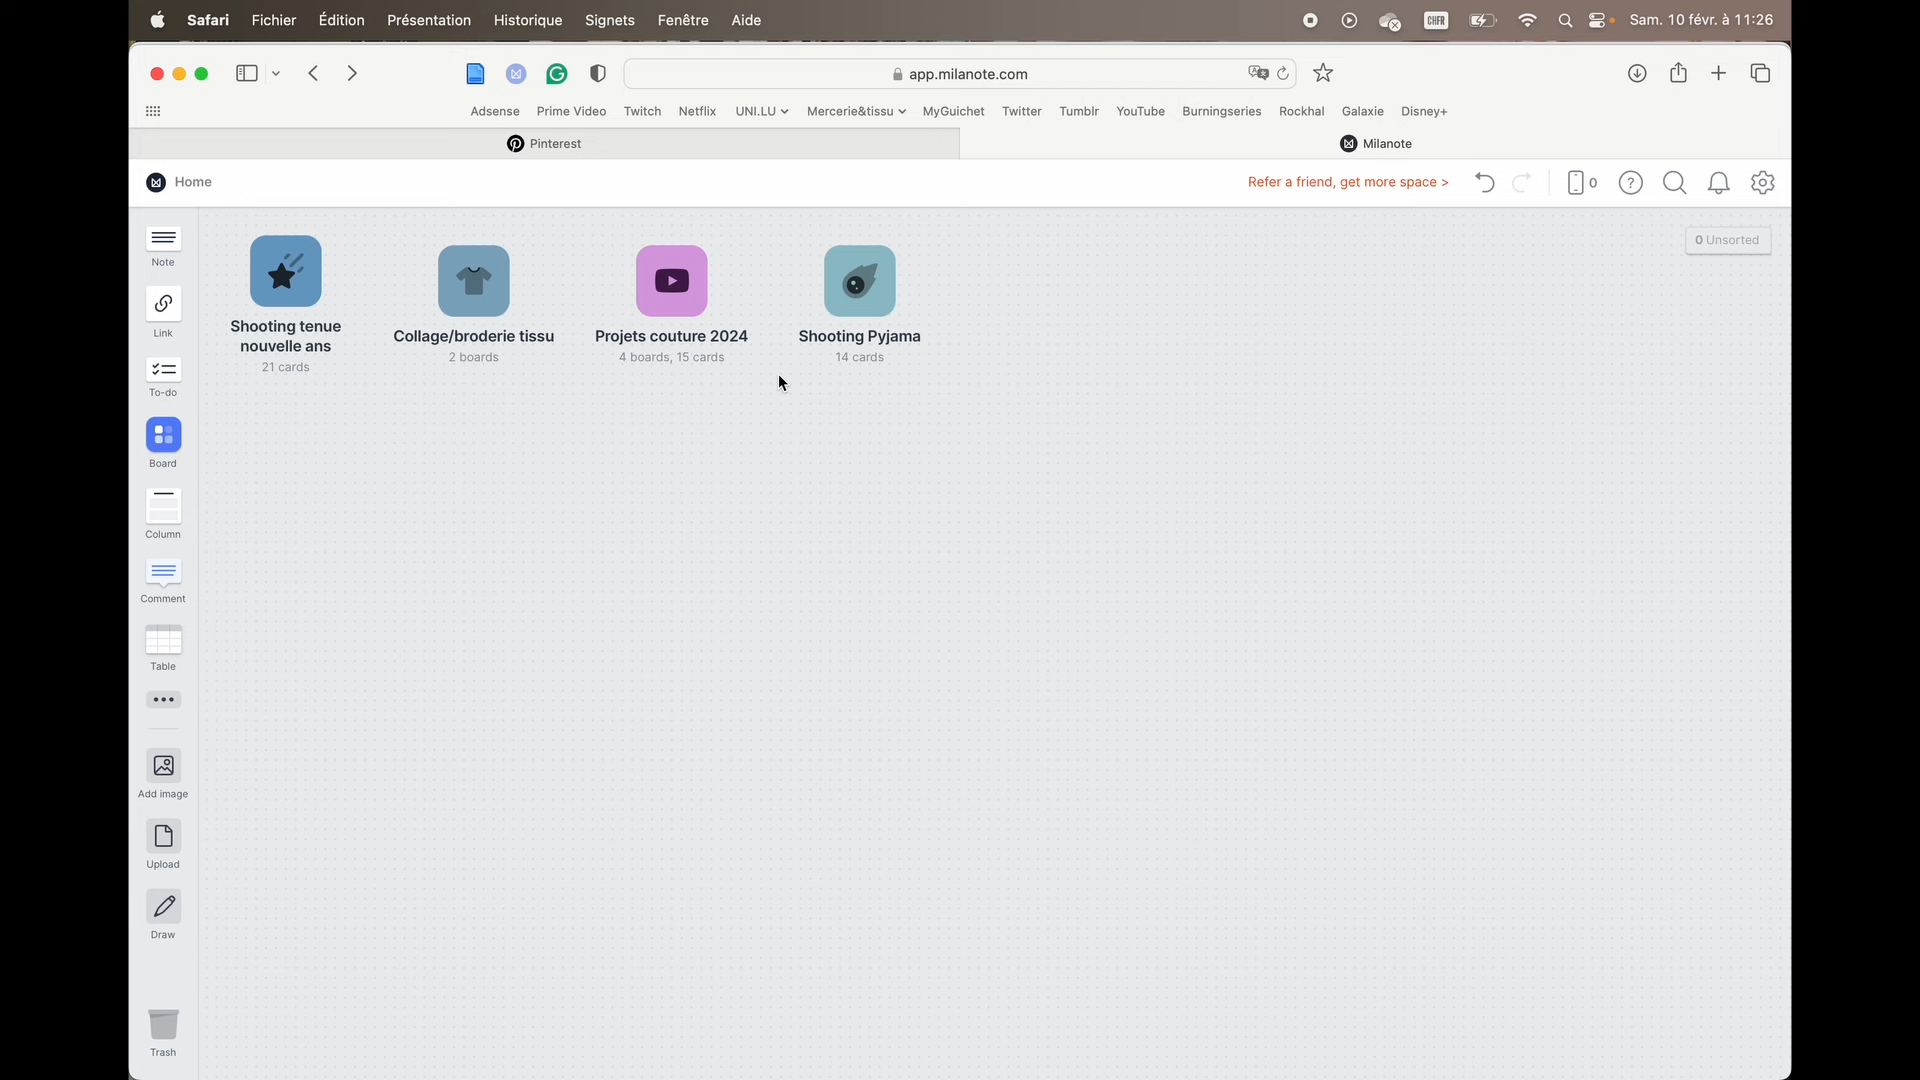 Safari Fichier Édition Présentation Historique Signets Fenêtre Aide CHFR Sam. 10 févr. à 11:26
app.milanote.com
Adsense Prime Video Twitch Netflix UNI.LU Mercerie&tissu MyGuichet Twitter Tumblr YouTube Burningseries Rockhal Galaxie Disney+
Pinterest Milanote
Home Refer a friend, get more space > 0
0 Unsorted
Note
Link
To-do
Board
Column
Comment
Table
Add image
Upload
Draw
Trash
Shooting tenue
nouvelle ans
21 cards
Collage/broderie tissu
2 boards
Projets couture 2024
4 boards, 15 cards
Shooting Pyjama
14 cards